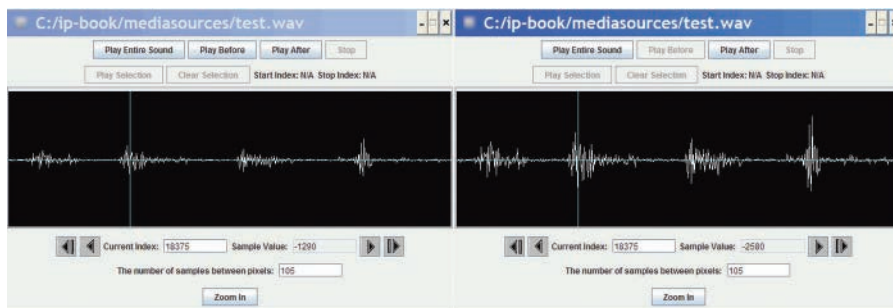 C:/ip-book/mediasources/test.wav
Play Entire Sound Play Before Play After Stop
Play Selection Clear Selection Start Index: N/A Stop Index: N/A
Current Index: 18375 Sample Value: -1290
The number of samples between pixels: 105
Zoom In
C:/ip-book/mediasources/test.wav
Play Entire Sound Play Before Play After Stop
Play Selection Clear Selection Start Index: N/A Stop Index: N/A
Current Index: 18375 Sample Value: -2580
The number of samples between pixels: 105
Zoom In